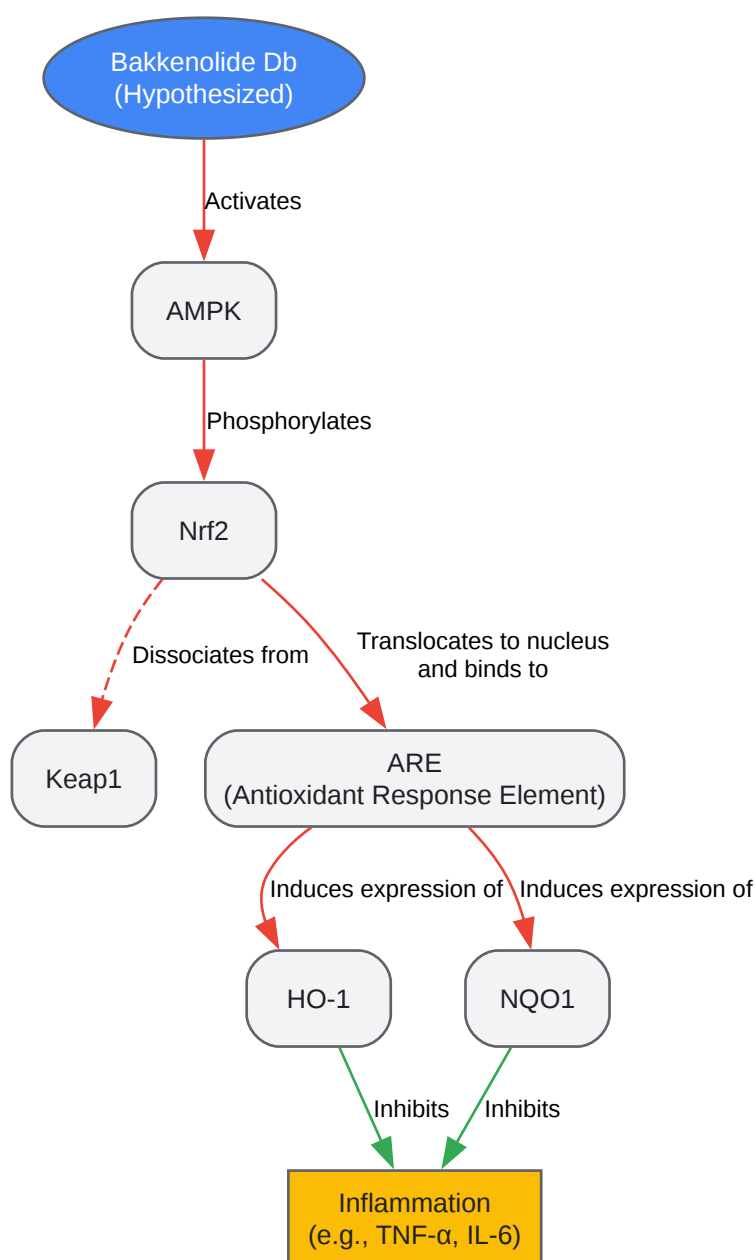 Bakkenolide Db
(Hypothesized)
Activates
AMPK
Phosphorylates
Nrf2
Dissociates from
Translocates to nucleus
and binds to
Keap1
ARE
(Antioxidant Response Element)
Induces expression of
Induces expression of
HO-1
NQO1
Inhibits
Inhibits
Inflammation
(e.g., TNF-α, IL-6)